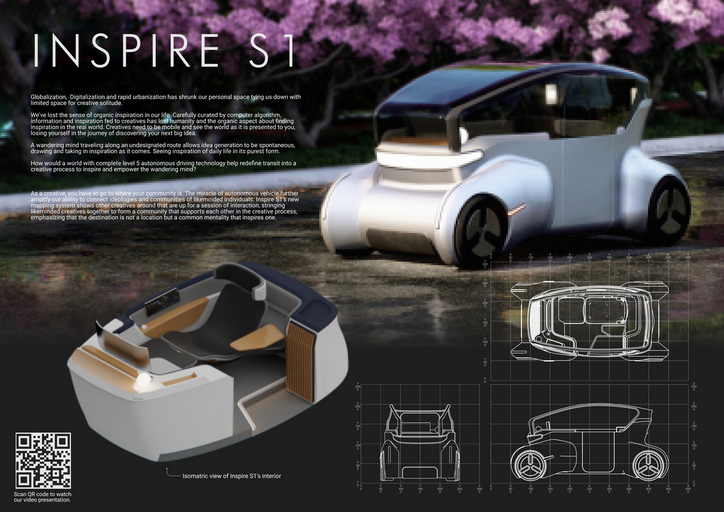 INSPIRE S1
Globalization, Digitalization and rapid urbanization has shrunk our personal space tying us down with
limited space for creative solitude.
We've lost the sense of organic inspiration in our life. Carefully curated by computer algorithm,
information and inspiration fed to creatives has lost humanity and the organic aspect about finding
inspiration in the real world. Creatives need to be mobile and see the world as it is presented to you,
losing yourself in the journey of discovering your next big idea.
A wandering mind traveling along an undesignated route allows idea generation to be spontaneous,
drawing and taking in inspiration as it comes. Seeing inspiration of daily life in its purest form.
How would a world with complete level 5 autonomous driving technology help redefine transit into a
creative process to inspire and empower the wandering mind?
As a creative, you have to go to where your community is. The miracle of autonomous vehicle further
amplify our ability to connect ideologies and communities of likeminded individuals. Inspire S1's new
mapping system shows other creatives around that are up for a session of interaction, stringing
likeminded creatives together to form a community that supports each other in the creative process,
emphasizing that the destination is not a location but a common mentality that inspires one.
Isomatric view of Inspire S1's interior
Scan QR code to watch
our video presentation.